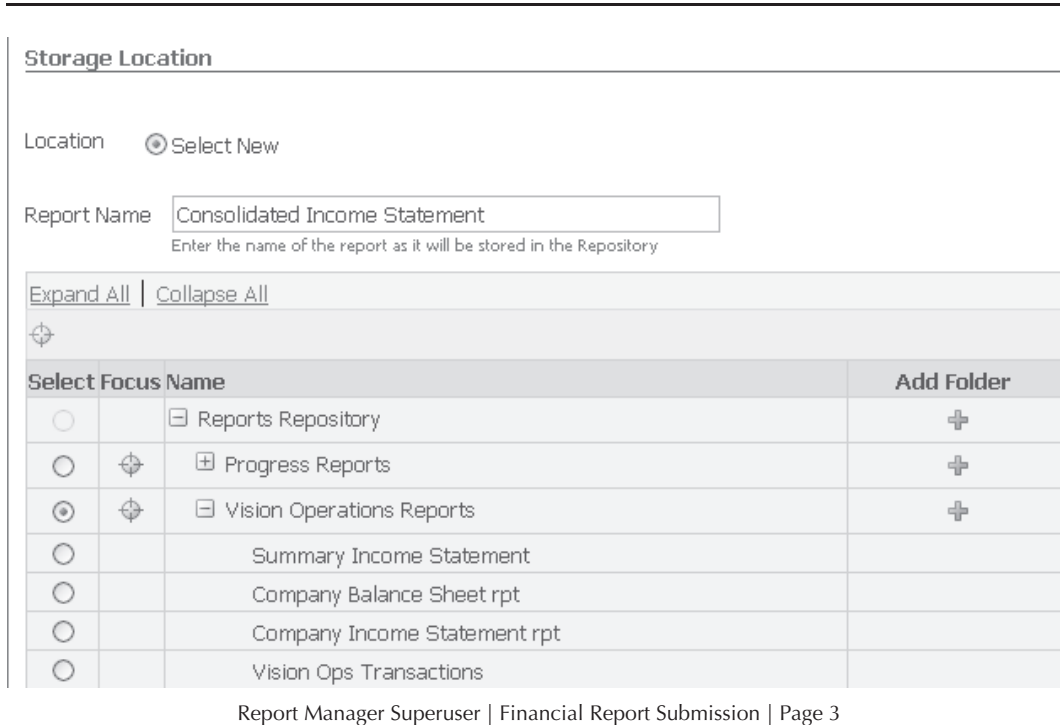 Storage Location
Location Select New
Report Name Consolidated Income Statement
Enter the name of the report as it will be stored in the Repository
Expand All | Collapse All
Select Focus Name Add Folder
Reports Repository
Progress Reports
Vision Operations Reports
Summary Income Statement
Company Balance Sheet rpt
Company Income Statement rpt
Vision Ops Transactions
Report Manager Superuser | Financial Report Submission | Page 3